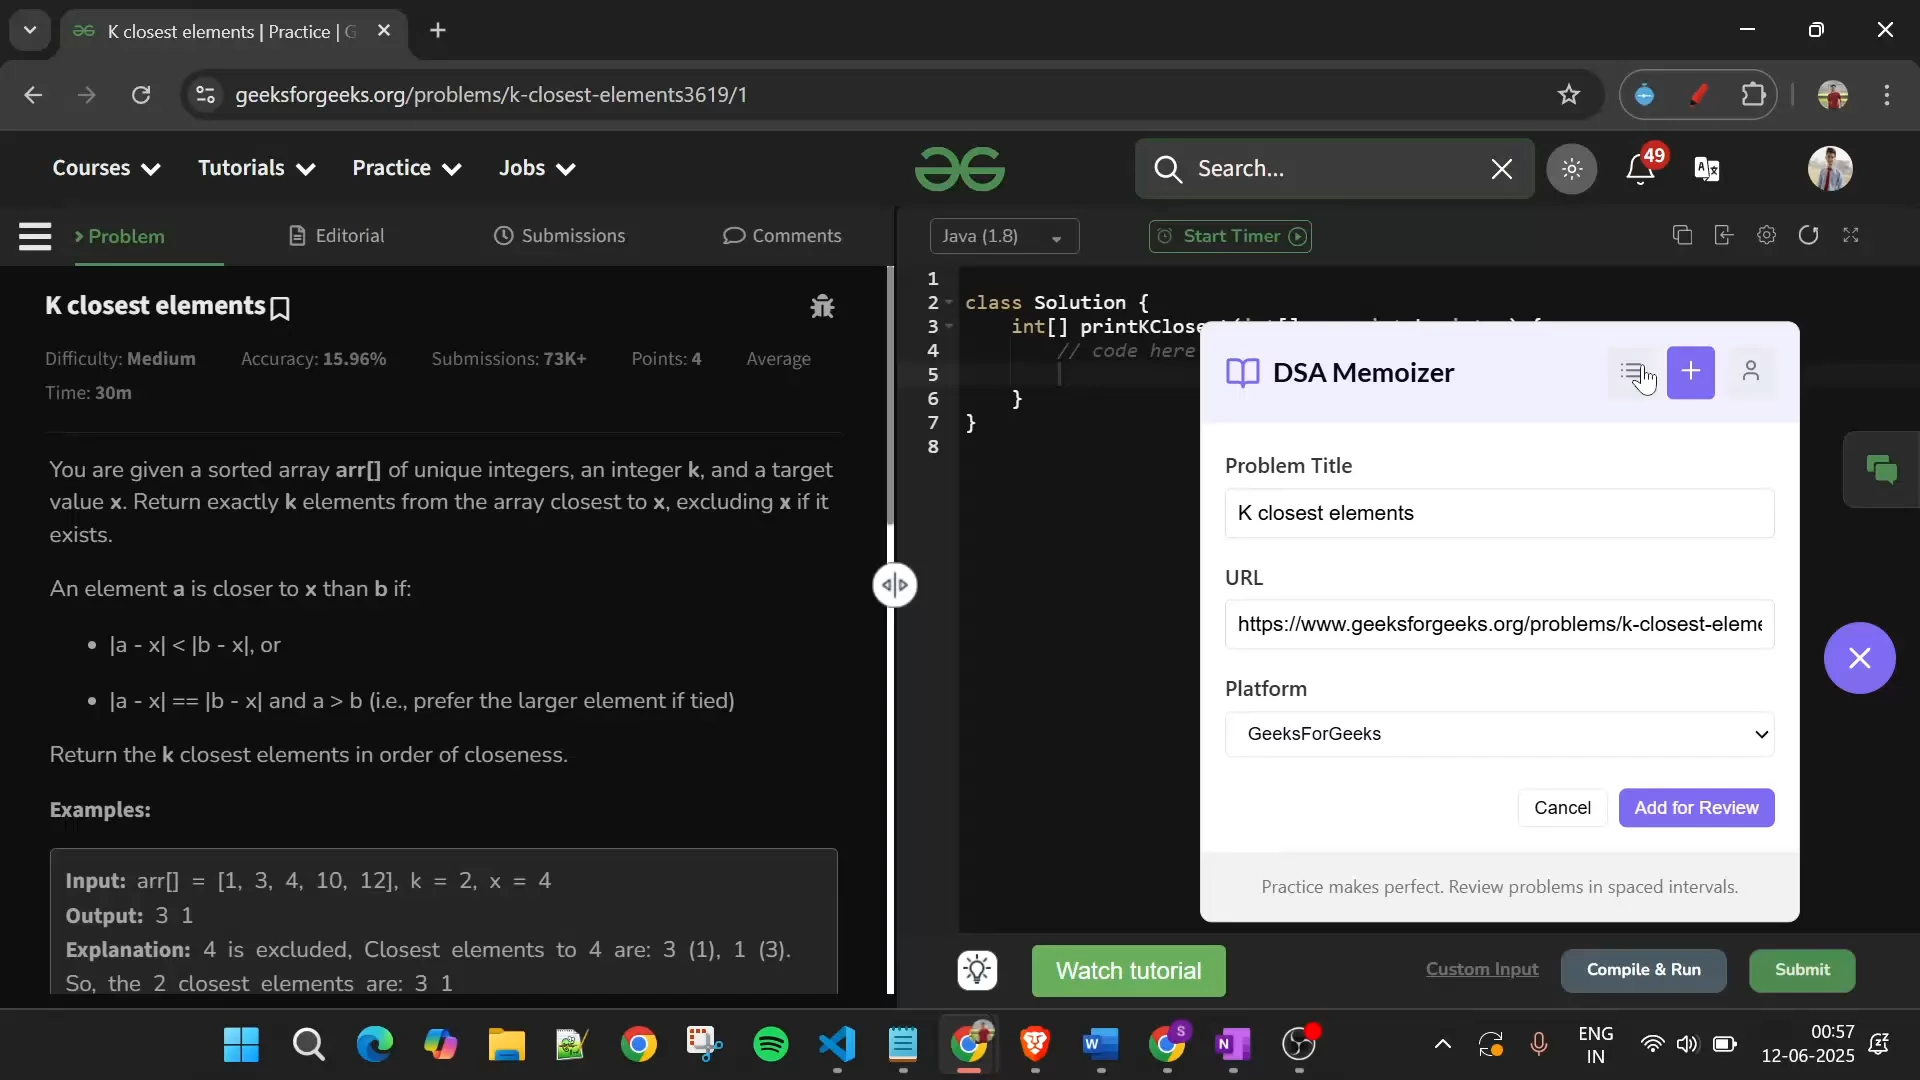 K closest elements | Practice | G
geeksforgeeks.org/problems/k-closest-elements3619/1
Courses Tutorials Practice Jobs Search... 49
Problem Editorial Submissions Comments
Java (1.8) Start Timer
K closest elements
Difficulty: Medium Accuracy: 15.96% Submissions: 73K+ Points: 4 Average
Time: 30m
You are given a sorted array arr[] of unique integers, an integer k, and a target
value x. Return exactly k elements from the array closest to x, excluding x if it
exists.
An element a is closer to x than b if:
• |a - x| < |b - x|, or
• |a - x| == |b - x| and a > b (i.e., prefer the larger element if tied)
Return the k closest elements in order of closeness.
Examples:
Input: arr[] = [1, 3, 4, 10, 12], k = 2, x = 4
Output: 3 1
Explanation: 4 is excluded, Closest elements to 4 are: 3 (1), 1 (3).
So, the 2 closest elements are: 3 1
1
2 class Solution {
3 int[] printKClose
4 // code here
5
6 }
7 }
8
DSA Memoizer
Problem Title
K closest elements
URL
https://www.geeksforgeeks.org/problems/k-closest-eleme
Platform
GeeksForGeeks
Cancel Add for Review
Practice makes perfect. Review problems in spaced intervals.
Watch tutorial Custom Input Compile & Run Submit
ENG
IN
00:57
12-06-2025